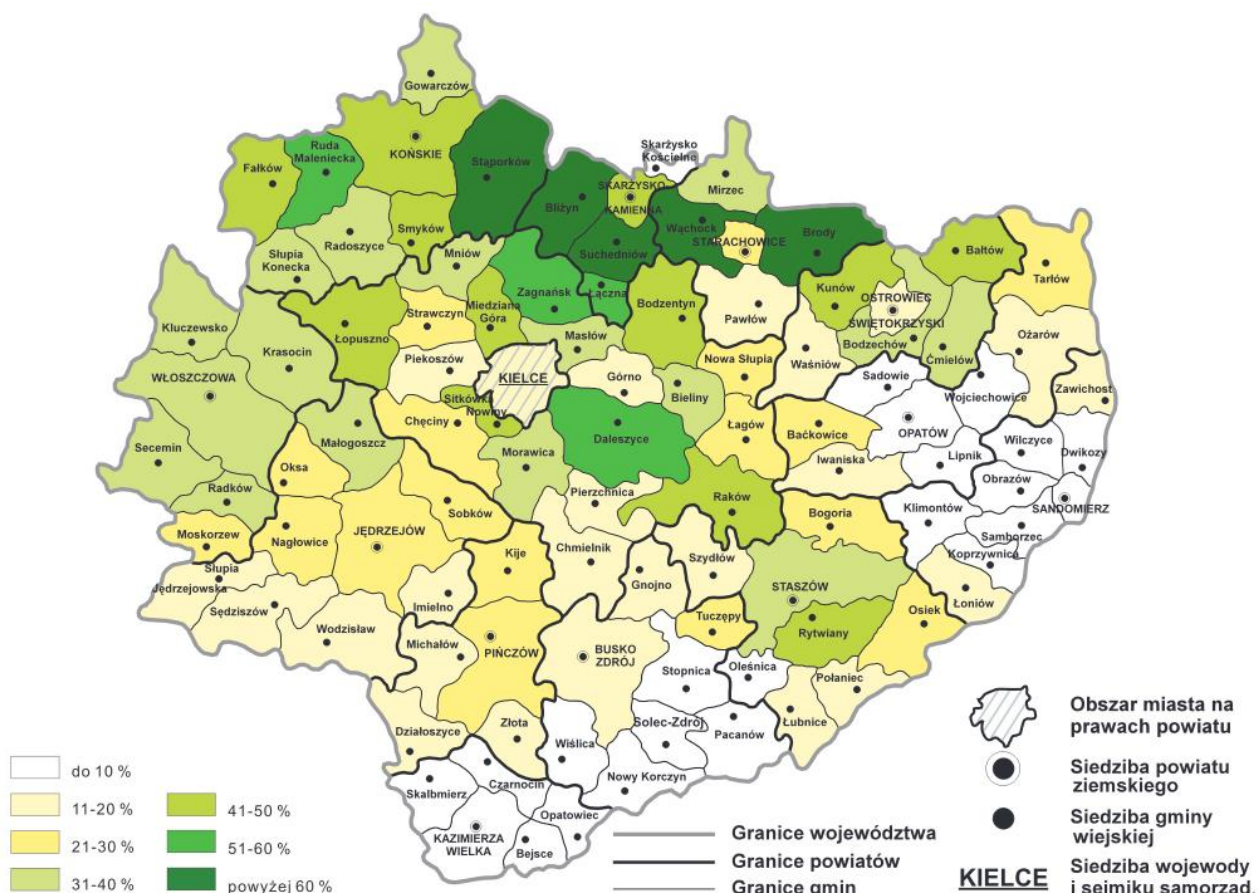 Gowarczów
KOŃSKIE
Ruda
Maleniecka
Fałków
Stąporków
Skarżysko
Kościelne
SKARŻYSKO-
KAMIENNA
Bliżyn
Mirzec
Wąchock
STARACHOWICE
Brody
Suchedniów
Smyków
Radoszyce
Słupia
Konecka
Mniów
Zagnańsk
Łączna
Bodzentyn
Bałtów
Tarłów
Kunów
OSTROWIEC
ŚWIĘTOKRZYSKI
Bodzechów
Ćmielów
Ożarów
Pawłów
Kluczewsko
Krasocin
Łopuszno
Strawczyn
Miedziana
Góra
Masłów
Piekoszów
KIELCE
Górno
Nowa Słupia
Waśniów
Sadowie
Wojciechowice
Zawichost
WŁOSZCZOWA
Sitkówka
Nowiny
Bieliny
Chęciny
Daleszyce
Łagów
Baćkowice
OPATÓW
Wilczyce
Dwikozy
Lipnik
Iwaniska
Małogoszcz
Morawica
Secemin
Oksa
Radków
Pierzchnica
Raków
Obrazów
SANDOMIERZ
Klimontów
Samborzec
Koprzywnica
Bogoria
Sobków
Moskorzew
Nagłowice
JĘDRZEJÓW
Kije
Chmielnik
Szydłów
Gnojno
STASZÓW
Łoniów
Słupia
Jędrzejowska
Sędziszów
Imielno
Tuczępy
Rytwiany
Osiek
Wodzisław
Michałów
PIŃCZÓW
BUSKO
ZDRÓJ
Stopnica
Oleśnica
Połaniec
Łubnice
Działoszyce
Złota
Wiślica
Solec-Zdrój
Pacanów
Nowy Korczyn
Skalbmierz
Czarnocin
Opatowiec
KAZIMIERZA
WIELKA
Bejsce
do 10 %
11-20 %
21-30 %
31-40 %
41-50 %
51-60 %
powyżej 60 %
Granice województwa
Granice powiatów
Granice gmin
Obszar miasta na
prawach powiatu
Siedziba powiatu
ziemskiego
Siedziba gminy
wiejskiej
KIELCE
Siedziba wojewody
i sejmiku samorząd.